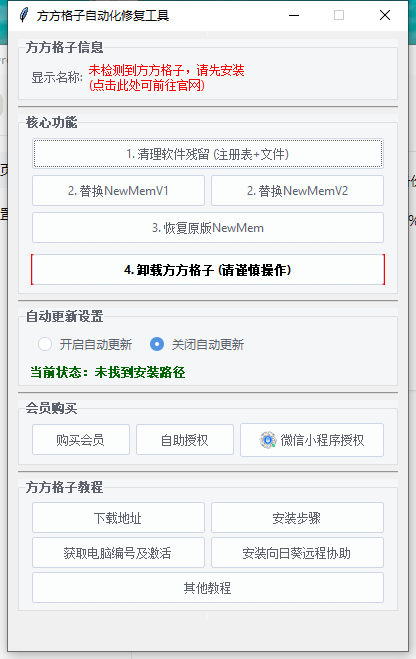 方方格子自动化修复工具
方方格子信息
显示名称:
未检测到方方格子，请先安装
(点击此处可前往官网)
核心功能
1. 清理软件残留 (注册表+文件)
2. 替换NewMemV1
2. 替换NewMemV2
3. 恢复原版NewMem
4. 卸载方方格子 (请谨慎操作)
自动更新设置
开启自动更新
关闭自动更新
当前状态：未找到安装路径
会员购买
购买会员
自助授权
微信小程序授权
方方格子教程
下载地址
安装步骤
获取电脑编号及激活
安装向日葵远程协助
其他教程